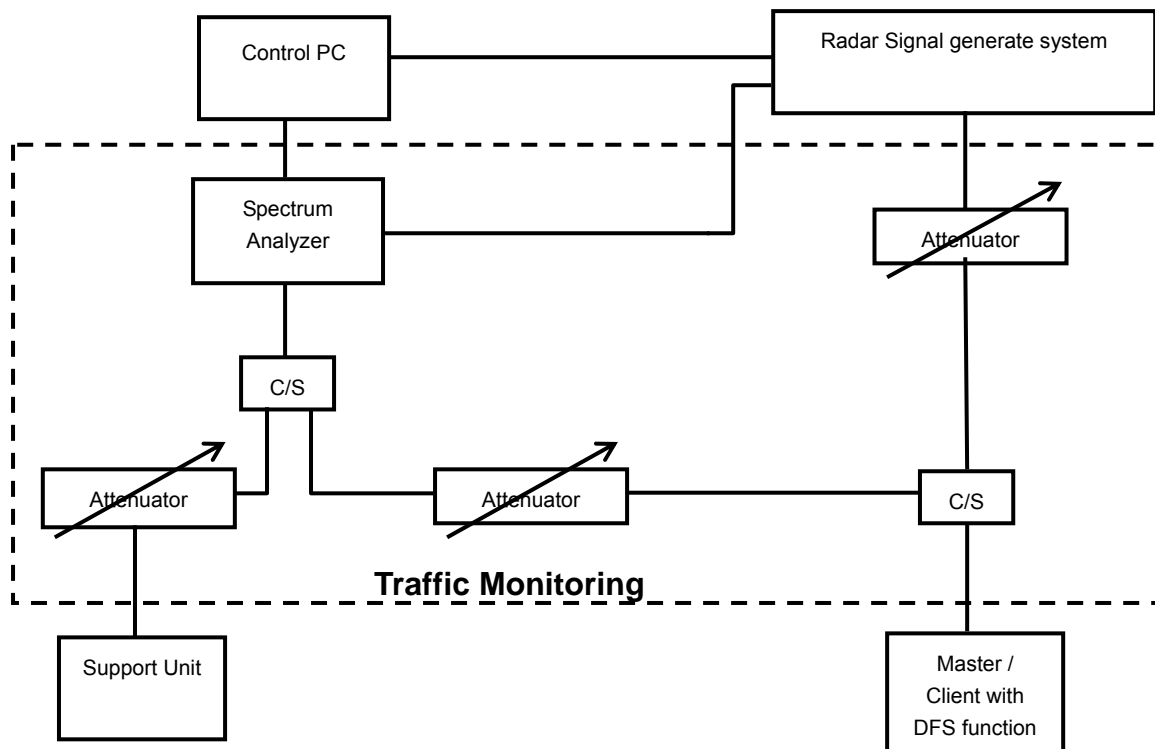 Control PC
Radar Signal generate system
Spectrum
Analyzer
Attenuator
C/S
Attenuator
Attenuator
C/S
Traffic Monitoring
Support Unit
Master /
Client with
DFS function